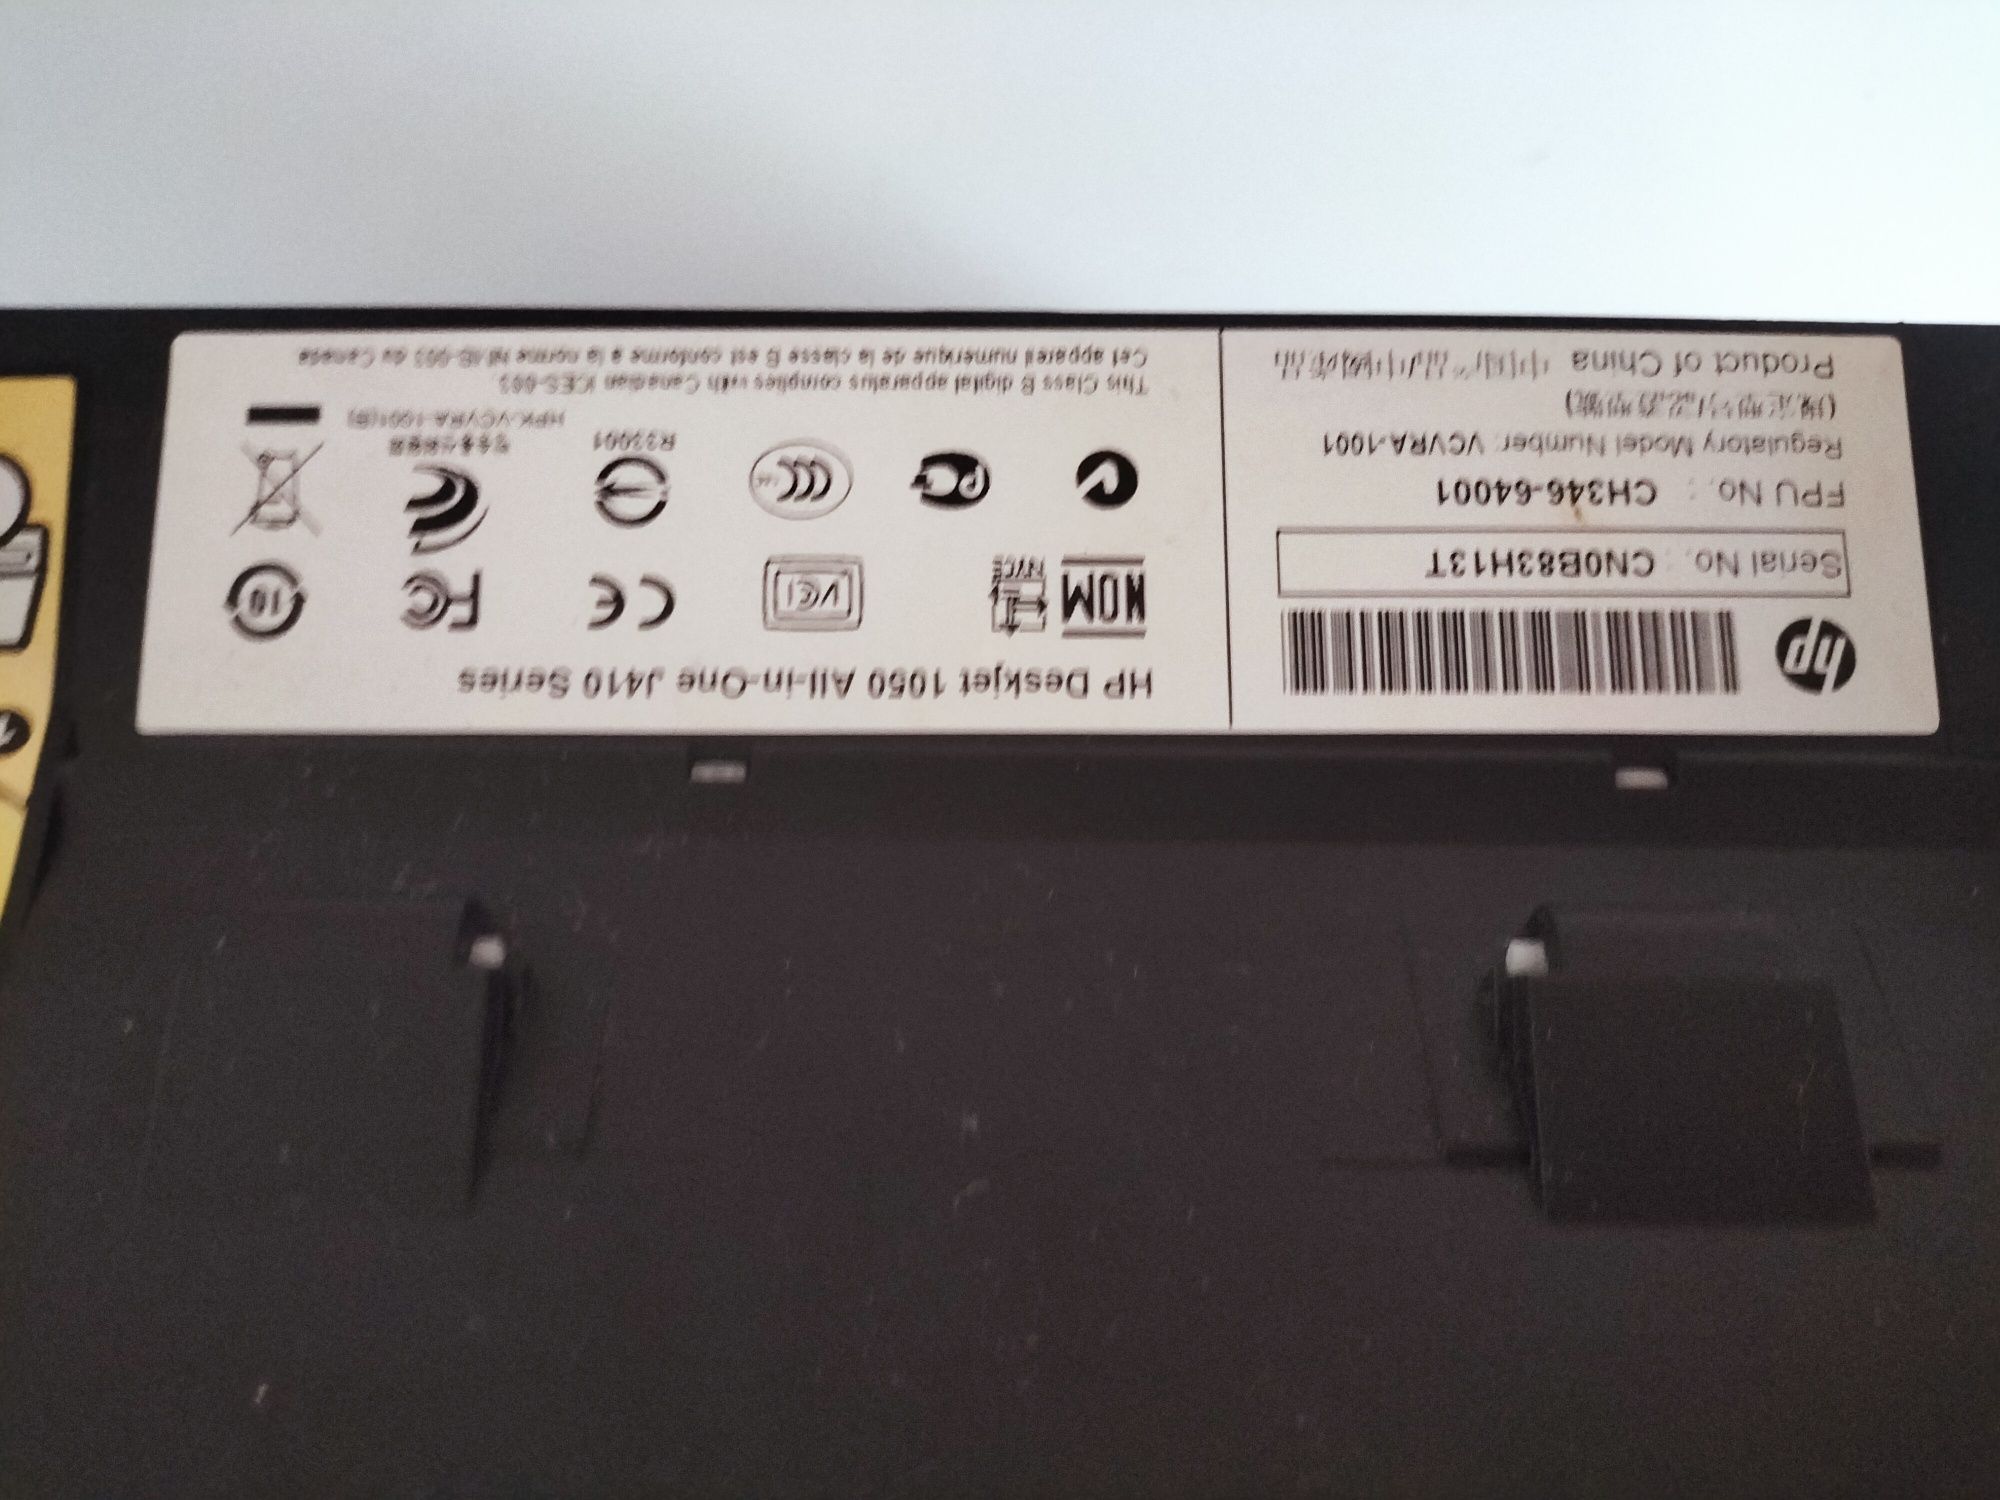 hp
Serial No. : CN0B83H13T
FPU No. : CH346-64001
Regulatory Model Number: VCVRA-1001
Product of China
HP Deskjet 1050 All-in-One J410 Series
NOM
NYCE
VCI
CE
FC
10
R33001
HPK-VCVRA-1001(B)
This Class B digital apparatus complies with Canadian ICES-003.
Cet appareil numérique de la classe B est conforme à la norme NMB-003 du Canada
1